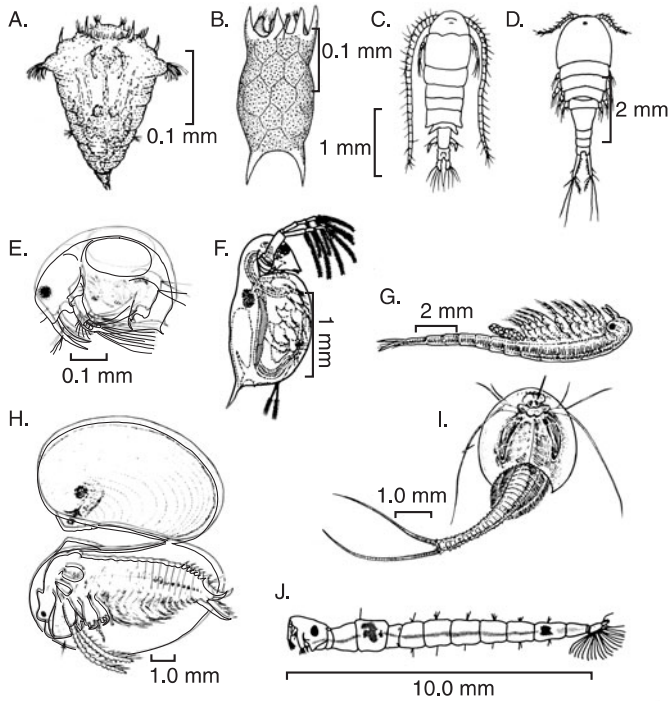 A.
0.1 mm
B.
0.1 mm
C.
1 mm
D.
2 mm
E.
0.1 mm
F.
1 mm
G.
2 mm
H.
1.0 mm
I.
1.0 mm
J.
10.0 mm